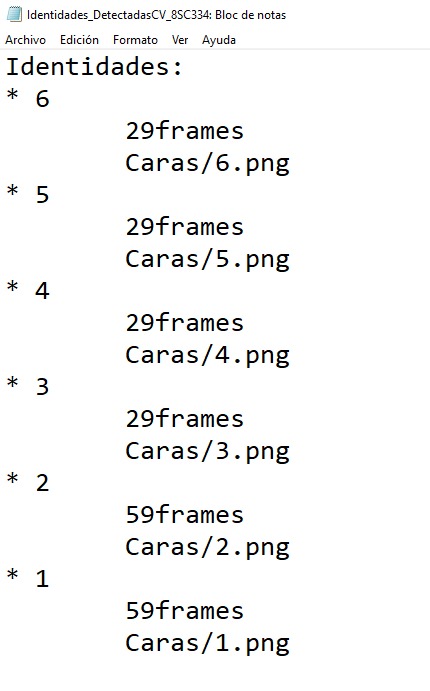 Identidades_DetectadasCV_8SC334: Bloc de notas
Archivo Edición Formato Ver Ayuda
Identidades:
* 6
29frames
Caras/6.png
* 5
29frames
Caras/5.png
* 4
29frames
Caras/4.png
* 3
29frames
Caras/3.png
* 2
59frames
Caras/2.png
* 1
59frames
Caras/1.png